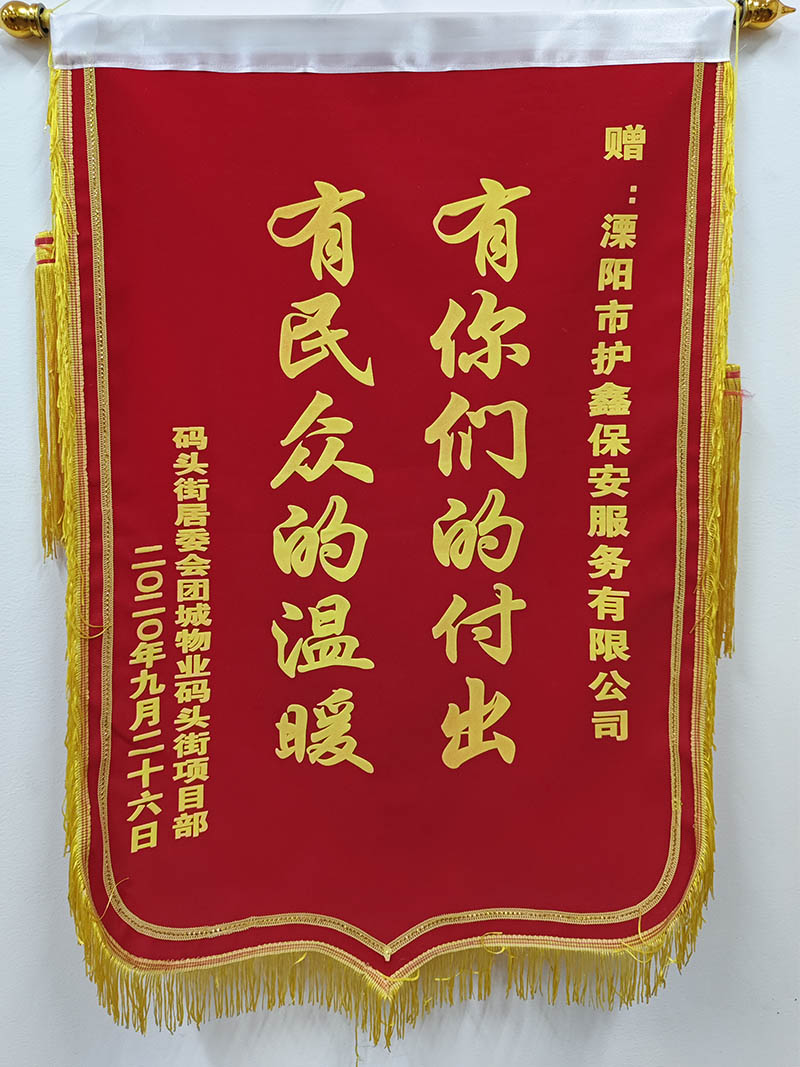 赠：溧阳市护鑫保安服务有限公司
有你们的付出
有民众的温暖
码头街居委会团城物业码头街项目部
二〇二〇年九月二十六日